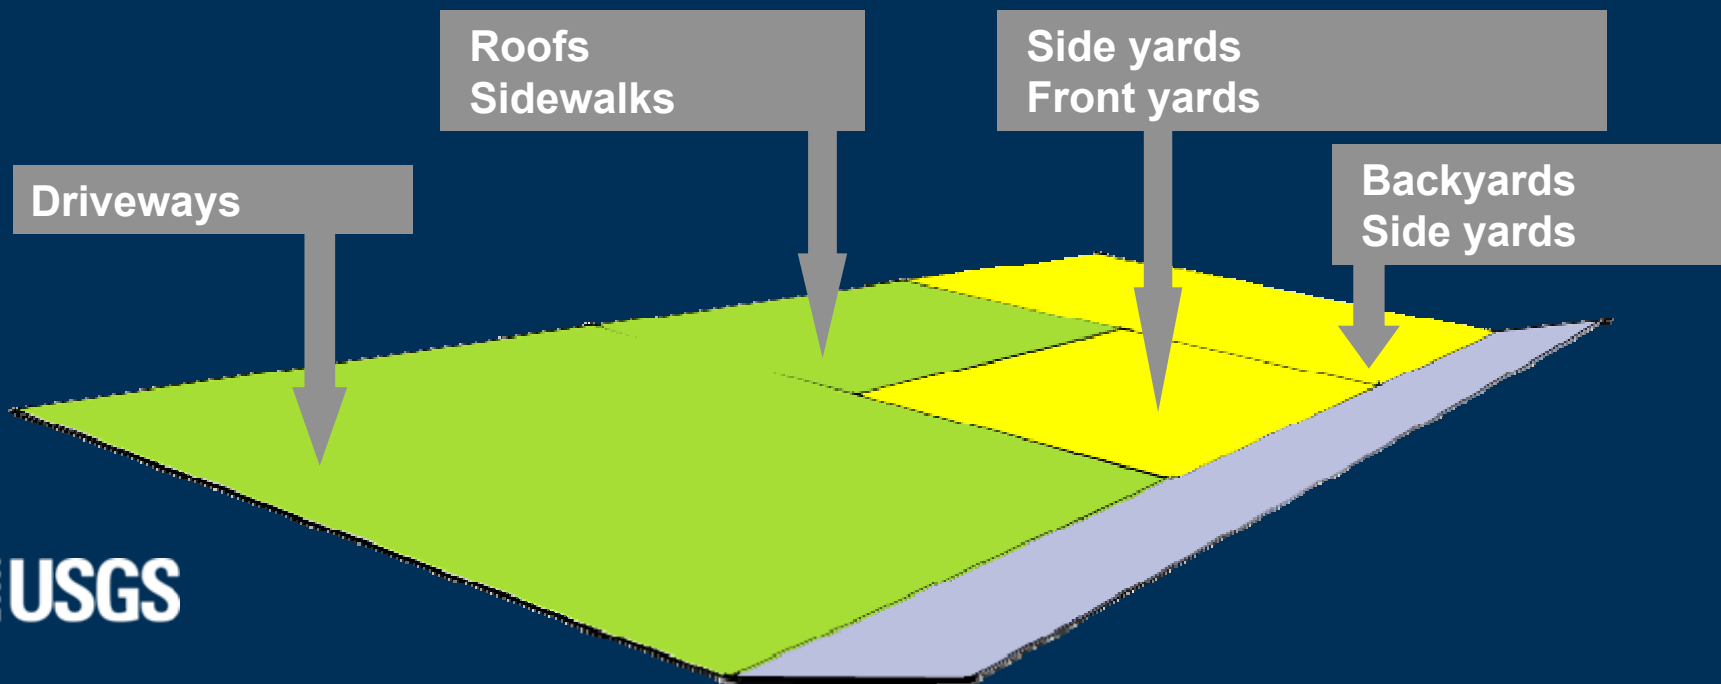 Roofs
Sidewalks
Side yards
Front yards
Driveways
Backyards
Side yards
USGS